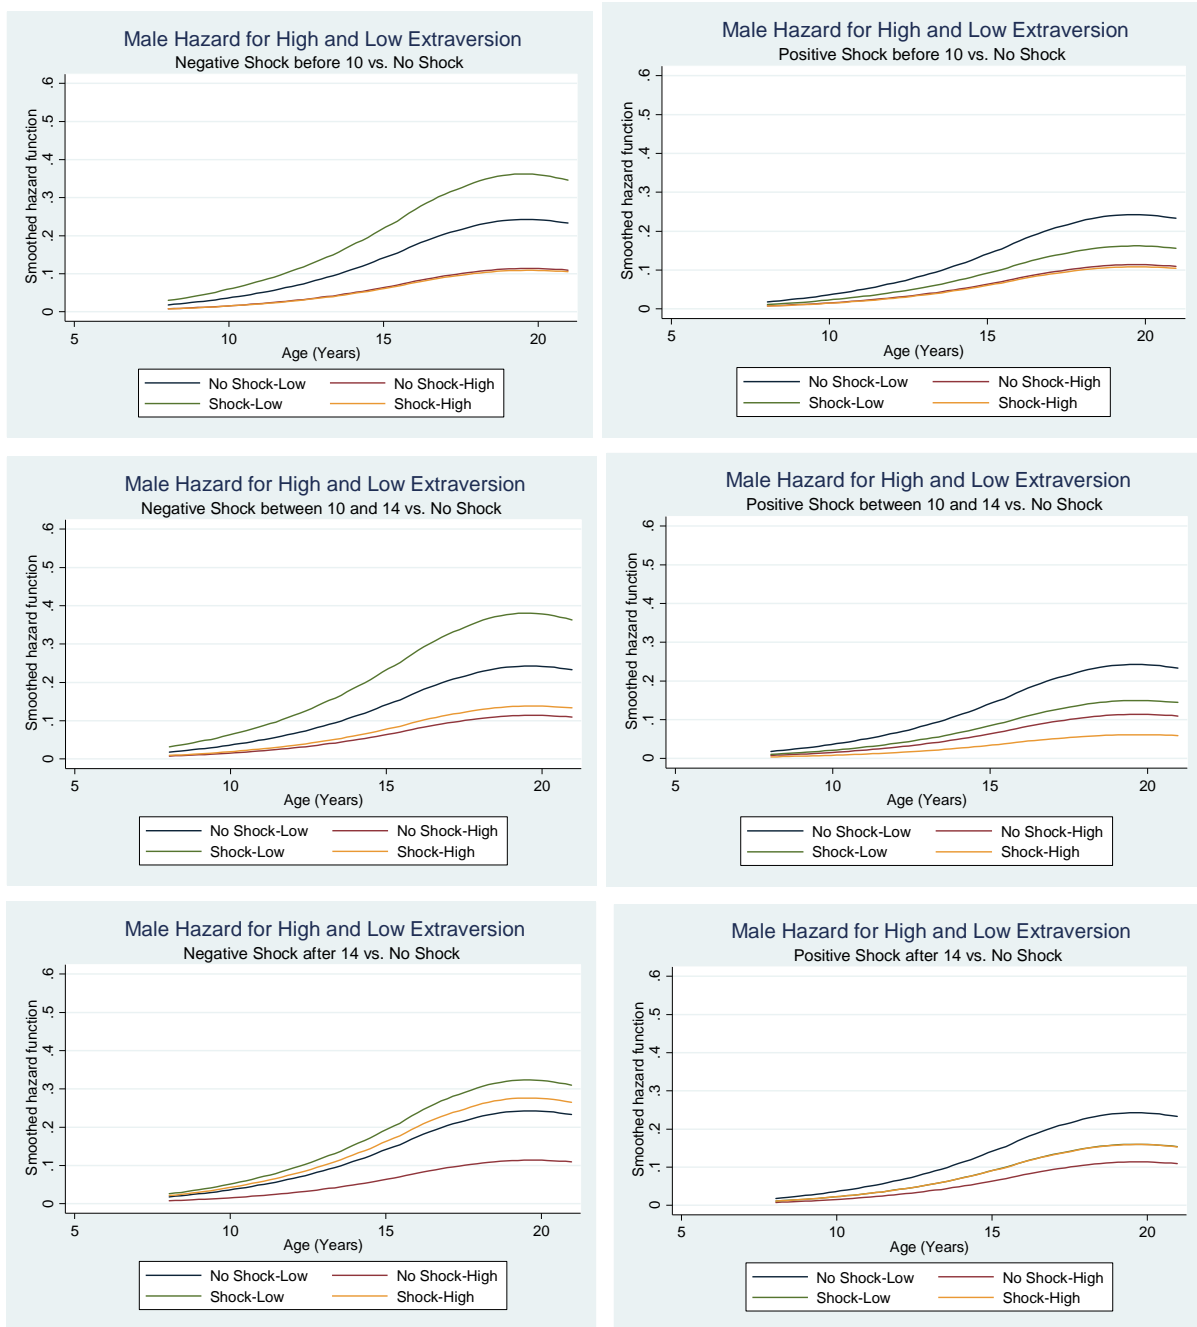 Male Hazard for High and Low Extraversion
Negative Shock before 10 vs. No Shock
Smoothed hazard function
.6
.5
.4
.3
.2
.1
0
5 10 15 20
Age (Years)
No Shock-Low No Shock-High
Shock-Low Shock-High
Male Hazard for High and Low Extraversion
Positive Shock before 10 vs. No Shock
Smoothed hazard function
.6
.5
.4
.3
.2
.1
0
5 10 15 20
Age (Years)
No Shock-Low No Shock-High
Shock-Low Shock-High
Male Hazard for High and Low Extraversion
Negative Shock between 10 and 14 vs. No Shock
Smoothed hazard function
.6
.5
.4
.3
.2
.1
0
5 10 15 20
Age (Years)
No Shock-Low No Shock-High
Shock-Low Shock-High
Male Hazard for High and Low Extraversion
Positive Shock between 10 and 14 vs. No Shock
Smoothed hazard function
.6
.5
.4
.3
.2
.1
0
5 10 15 20
Age (Years)
No Shock-Low No Shock-High
Shock-Low Shock-High
Male Hazard for High and Low Extraversion
Negative Shock after 14 vs. No Shock
Smoothed hazard function
.6
.5
.4
.3
.2
.1
0
5 10 15 20
Age (Years)
No Shock-Low No Shock-High
Shock-Low Shock-High
Male Hazard for High and Low Extraversion
Positive Shock after 14 vs. No Shock
Smoothed hazard function
.6
.5
.4
.3
.2
.1
0
5 10 15 20
Age (Years)
No Shock-Low No Shock-High
Shock-Low Shock-High